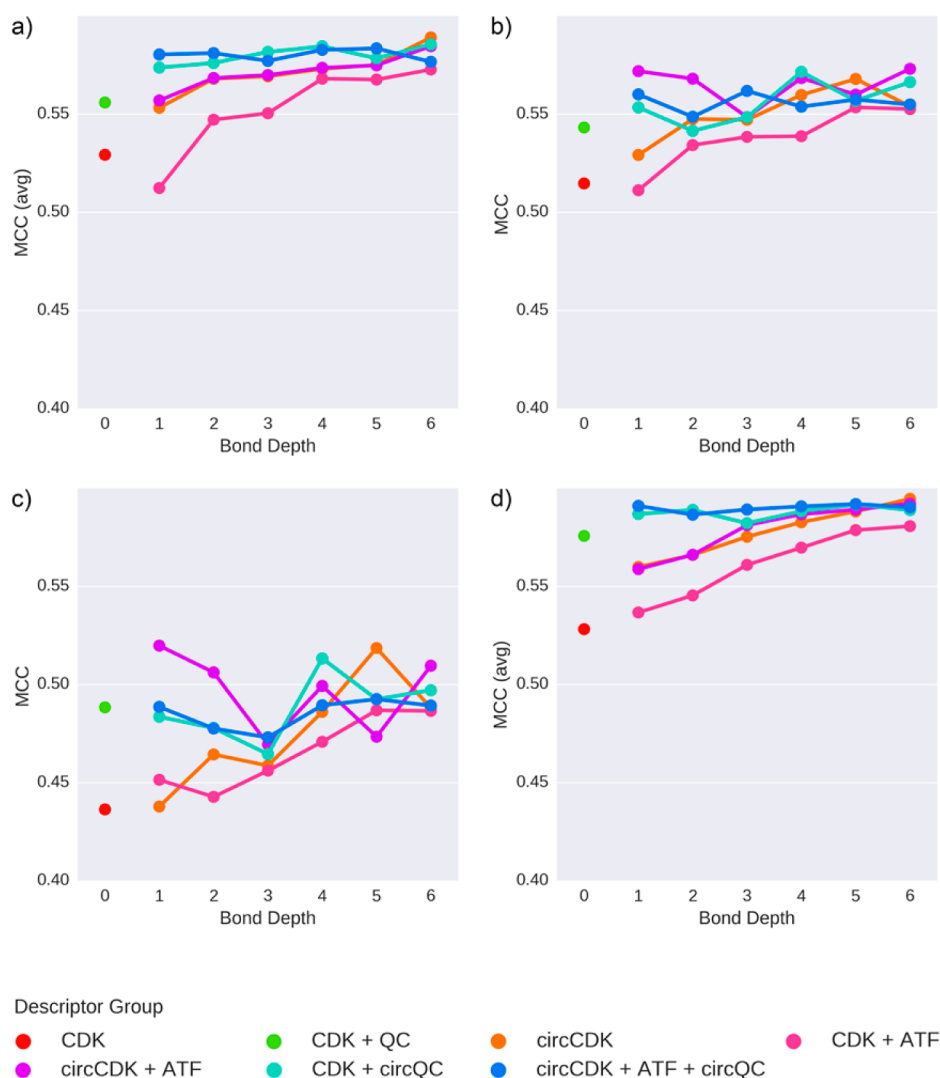 a)
MCC (avg)
0.55
0.50
0.45
0.40
0 1 2 3 4 5 6
Bond Depth
b)
MCC
0.55
0.50
0.45
0.40
0 1 2 3 4 5 6
Bond Depth
c)
MCC
0.55
0.50
0.45
0.40
0 1 2 3 4 5 6
Bond Depth
d)
MCC (avg)
0.55
0.50
0.45
0.40
0 1 2 3 4 5 6
Bond Depth
Descriptor Group
CDK CDK + QC circCDK CDK + ATF
circCDK + ATF CDK + circQC circCDK + ATF + circQC